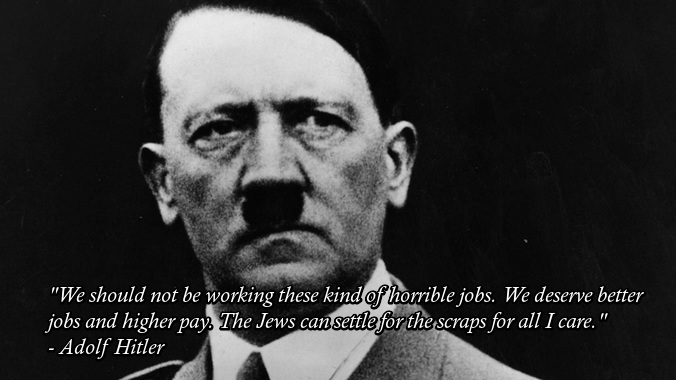 "We should not be working these kind of horrible jobs. We deserve better
jobs and higher pay. The Jews can settle for the scraps for all I care."
- Adolf Hitler